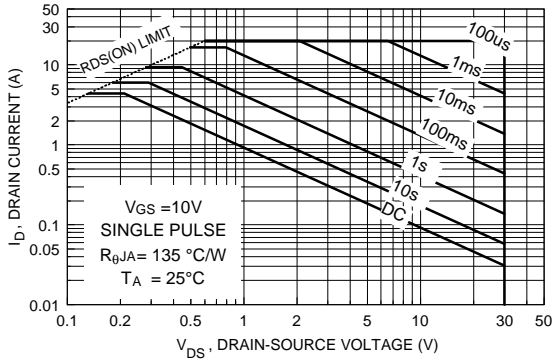 50
30
10
5
1
0.5
0.1
0.05
0.01
I_D, DRAIN CURRENT (A)
RDS(ON) LIMIT
100us
1ms
10ms
100ms
1s
10s
DC
VGS =10V
SINGLE PULSE
RθJA= 135 °C/W
TA = 25°C
0.1
0.2
0.5
1
2
5
10
30
50
V_DS, DRAIN-SOURCE VOLTAGE (V)